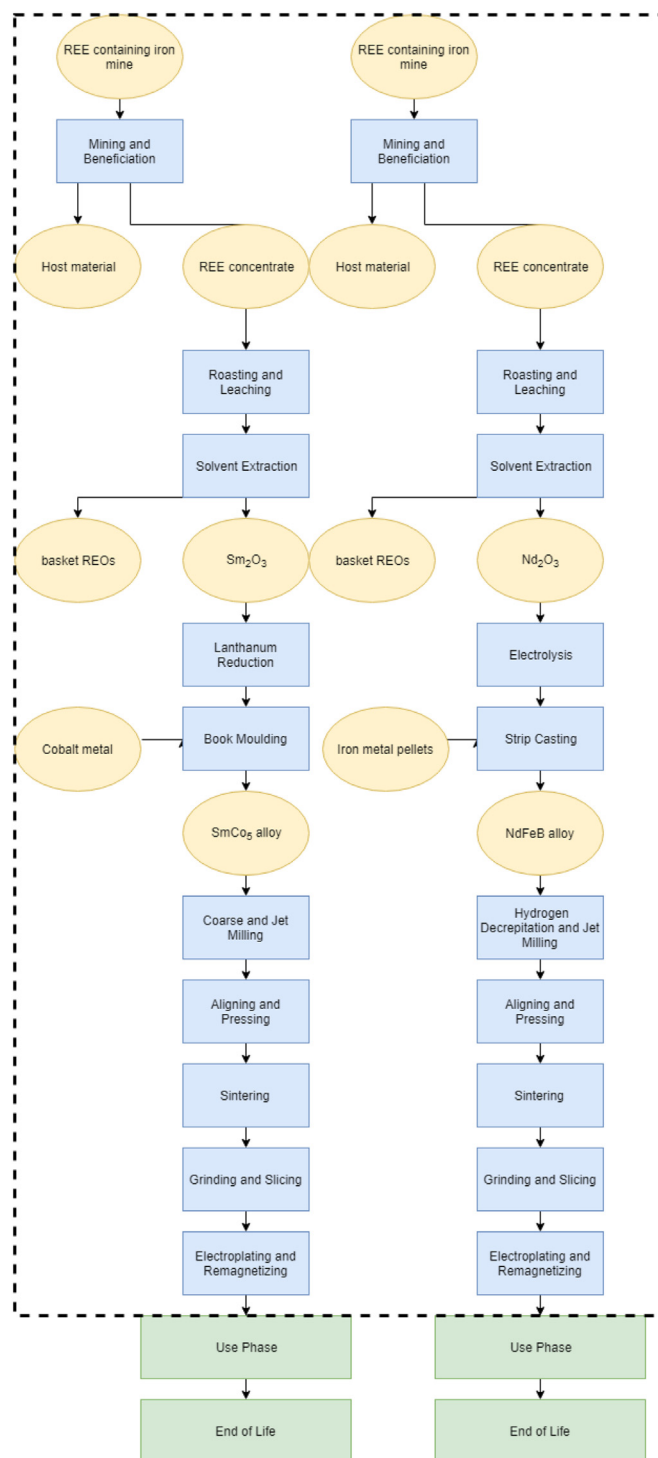 REE containing iron
mine
REE containing iron
mine
Mining and
Beneficiation
Mining and
Beneficiation
Host material
REE concentrate
Host material
REE concentrate
Roasting and
Leaching
Roasting and
Leaching
Solvent Extraction
Solvent Extraction
basket REOs
Sm₂O₃
basket REOs
Nd₂O₃
Lanthanum
Reduction
Electrolysis
Cobalt metal
Book Moulding
Iron metal pellets
Strip Casting
SmCo₅ alloy
NdFeB alloy
Coarse and Jet
Milling
Hydrogen
Decrepitation and Jet
Milling
Aligning and
Pressing
Aligning and
Pressing
Sintering
Sintering
Grinding and Slicing
Grinding and Slicing
Electroplating and
Remagnetizing
Electroplating and
Remagnetizing
Use Phase
Use Phase
End of Life
End of Life